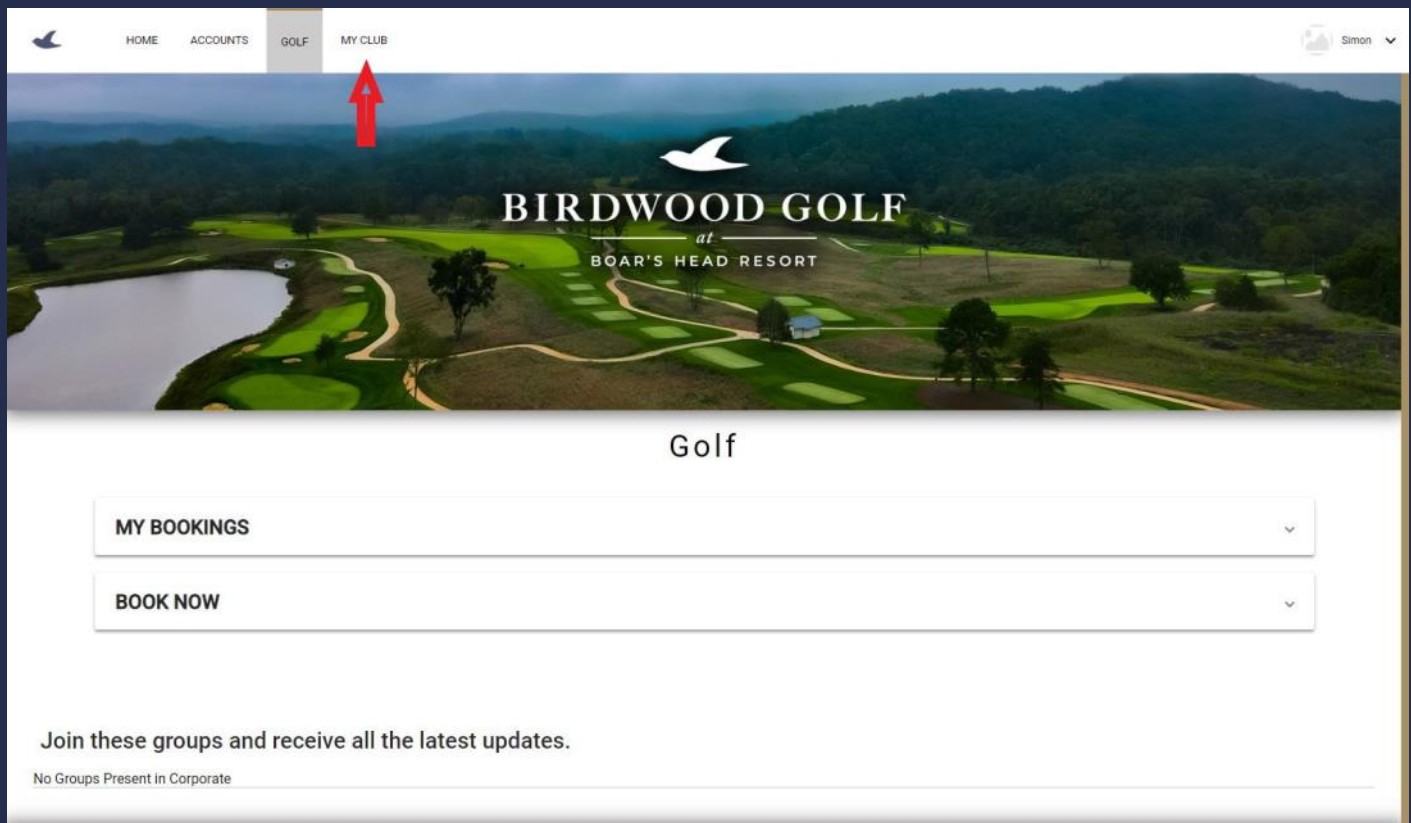 HOME ACCOUNTS GOLF MY CLUB Simon
BIRDWOOD GOLF
at
BOAR'S HEAD RESORT
Golf
MY BOOKINGS
BOOK NOW
Join these groups and receive all the latest updates.
No Groups Present in Corporate